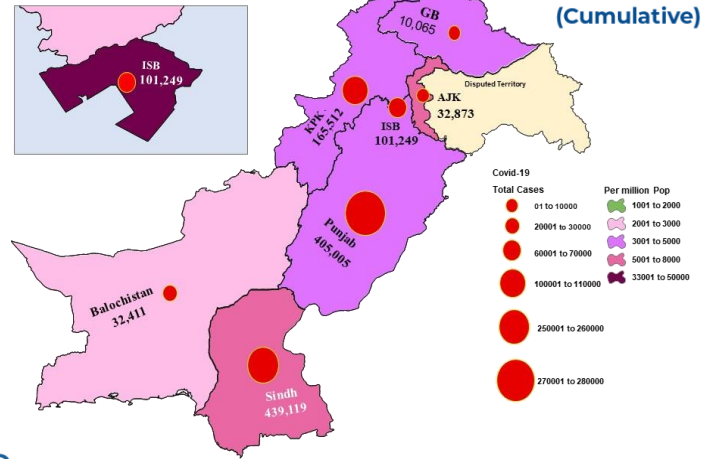 (Cumulative)
GB
10,065
ISB
101,249
Disputed Territory
AJK
32,873
KPK
165,512
ISB
101,249
Punjab
405,005
Balochistan
32,411
Sindh
439,119
Covid-19
Total Cases
01 to 10000
20001 to 30000
60001 to 70000
100001 to 110000
250001 to 260000
270001 to 280000
Per million Pop
1001 to 2000
2001 to 3000
3001 to 5000
5001 to 8000
33001 to 50000